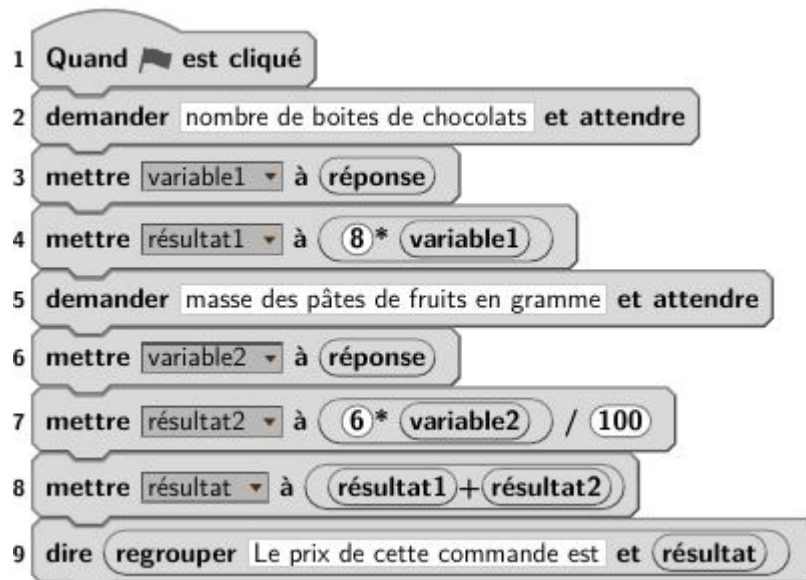 1 Quand est cliqué
2 demander nombre de boites de chocolats et attendre
3 mettre variable1 à réponse
4 mettre résultat1 à 8 * variable1
5 demander masse des pâtes de fruits en gramme et attendre
6 mettre variable2 à réponse
7 mettre résultat2 à 6 * variable2 / 100
8 mettre résultat à résultat1 + résultat2
9 dire regrouper Le prix de cette commande est et résultat